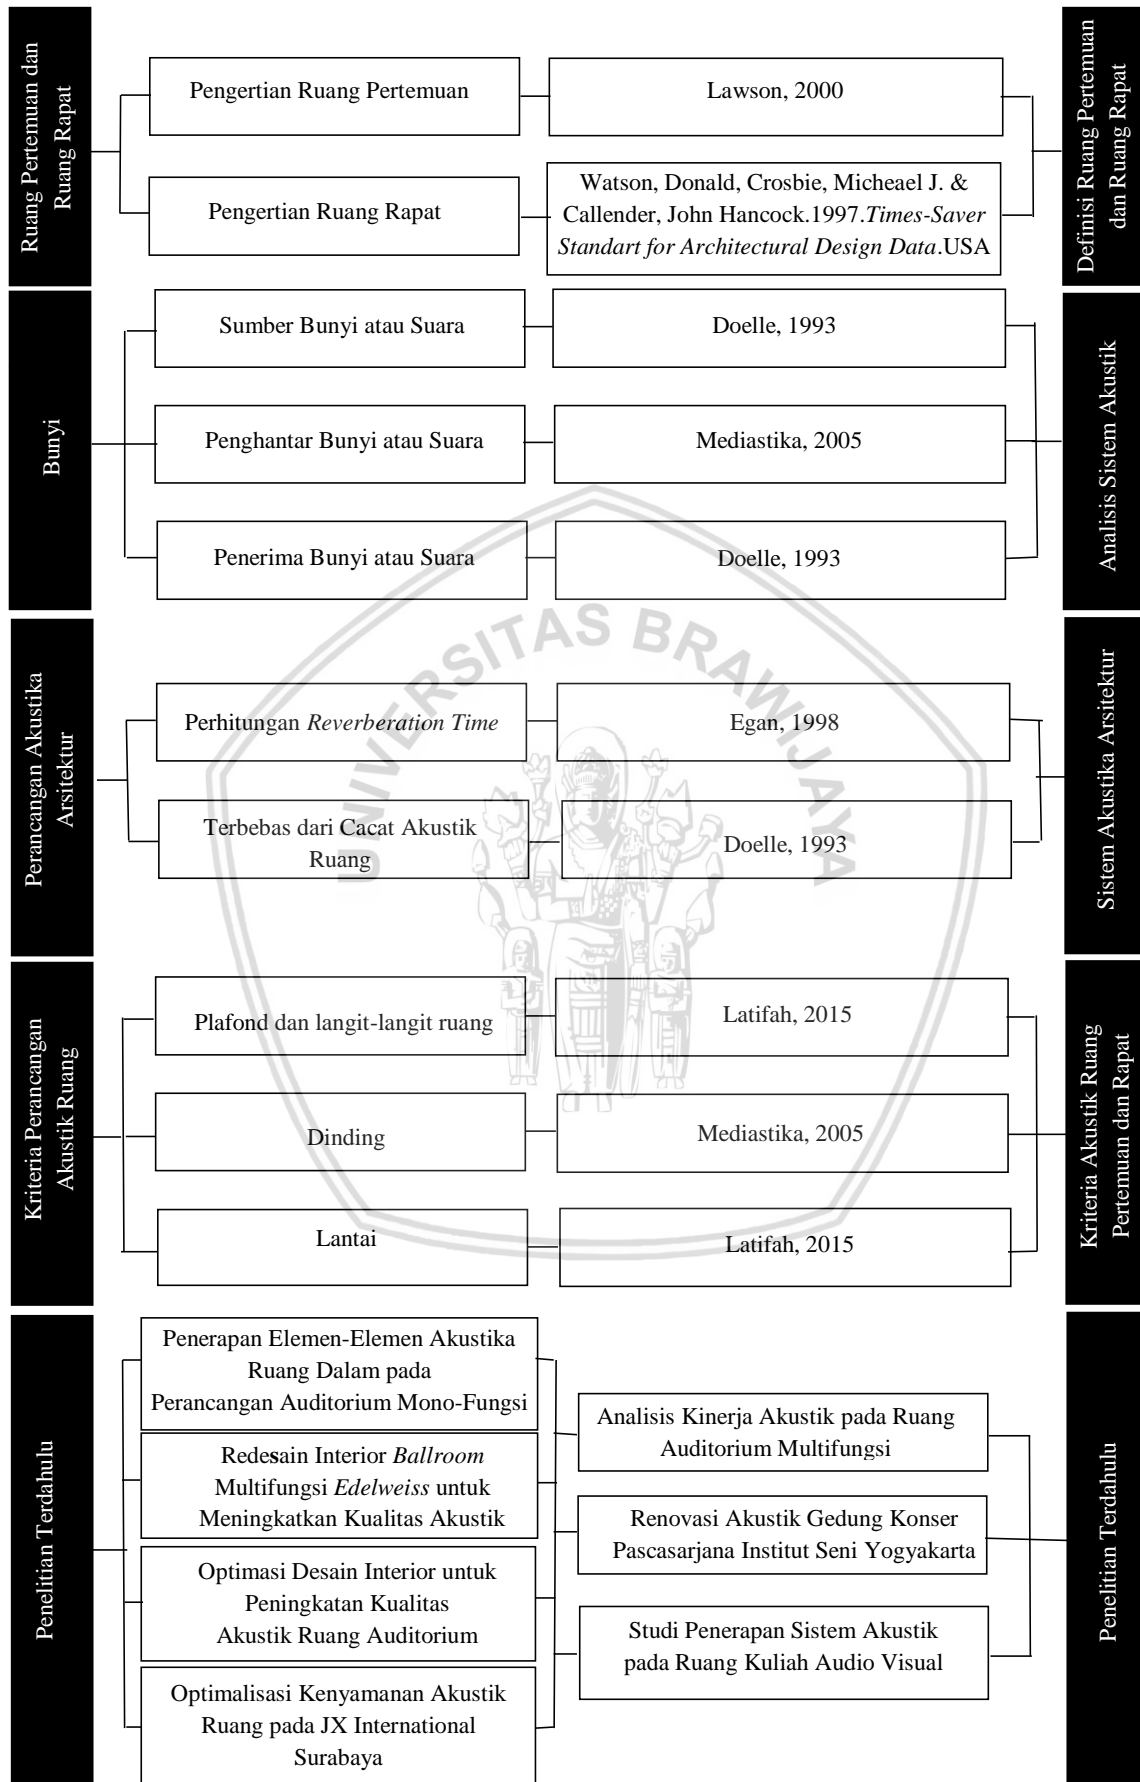 Ruang Pertemuan dan
Ruang Rapat
Pengertian Ruang Pertemuan
Lawson, 2000
Pengertian Ruang Rapat
Watson, Donald, Crosbie, Micheael J. &
Callender, John Hancock.1997.Times-Saver
Standart for Architectural Design Data.USA
Definisi Ruang Pertemuan
dan Ruang Rapat
Bunyi
Sumber Bunyi atau Suara
Doelle, 1993
Penghantar Bunyi atau Suara
Mediastika, 2005
Penerima Bunyi atau Suara
Doelle, 1993
Analisis Sistem Akustik
UNIVERSITAS BRAWIJAYA
Perancangan Akustika
Arsitektur
Perhitungan Reverberation Time
Egan, 1998
Terbebas dari Cacat Akustik
Ruang
Doelle, 1993
Sistem Akustika Arsitektur
Kriteria Perancangan
Akustik Ruang
Plafond dan langit-langit ruang
Latifah, 2015
Dinding
Mediastika, 2005
Lantai
Latifah, 2015
Kriteria Akustik Ruang
Pertemuan dan Rapat
Penelitian Terdahulu
Penerapan Elemen-Elemen Akustika
Ruang Dalam pada
Perancangan Auditorium Mono-Fungsi
Redesain Interior Ballroom
Multifungsi Edelweiss untuk
Meningkatkan Kualitas Akustik
Optimasi Desain Interior untuk
Peningkatan Kualitas
Akustik Ruang Auditorium
Optimalisasi Kenyamanan Akustik
Ruang pada JX International
Surabaya
Analisis Kinerja Akustik pada Ruang
Auditorium Multifungsi
Renovasi Akustik Gedung Konser
Pascasarjana Institut Seni Yogyakarta
Studi Penerapan Sistem Akustik
pada Ruang Kuliah Audio Visual
Penelitian Terdahulu